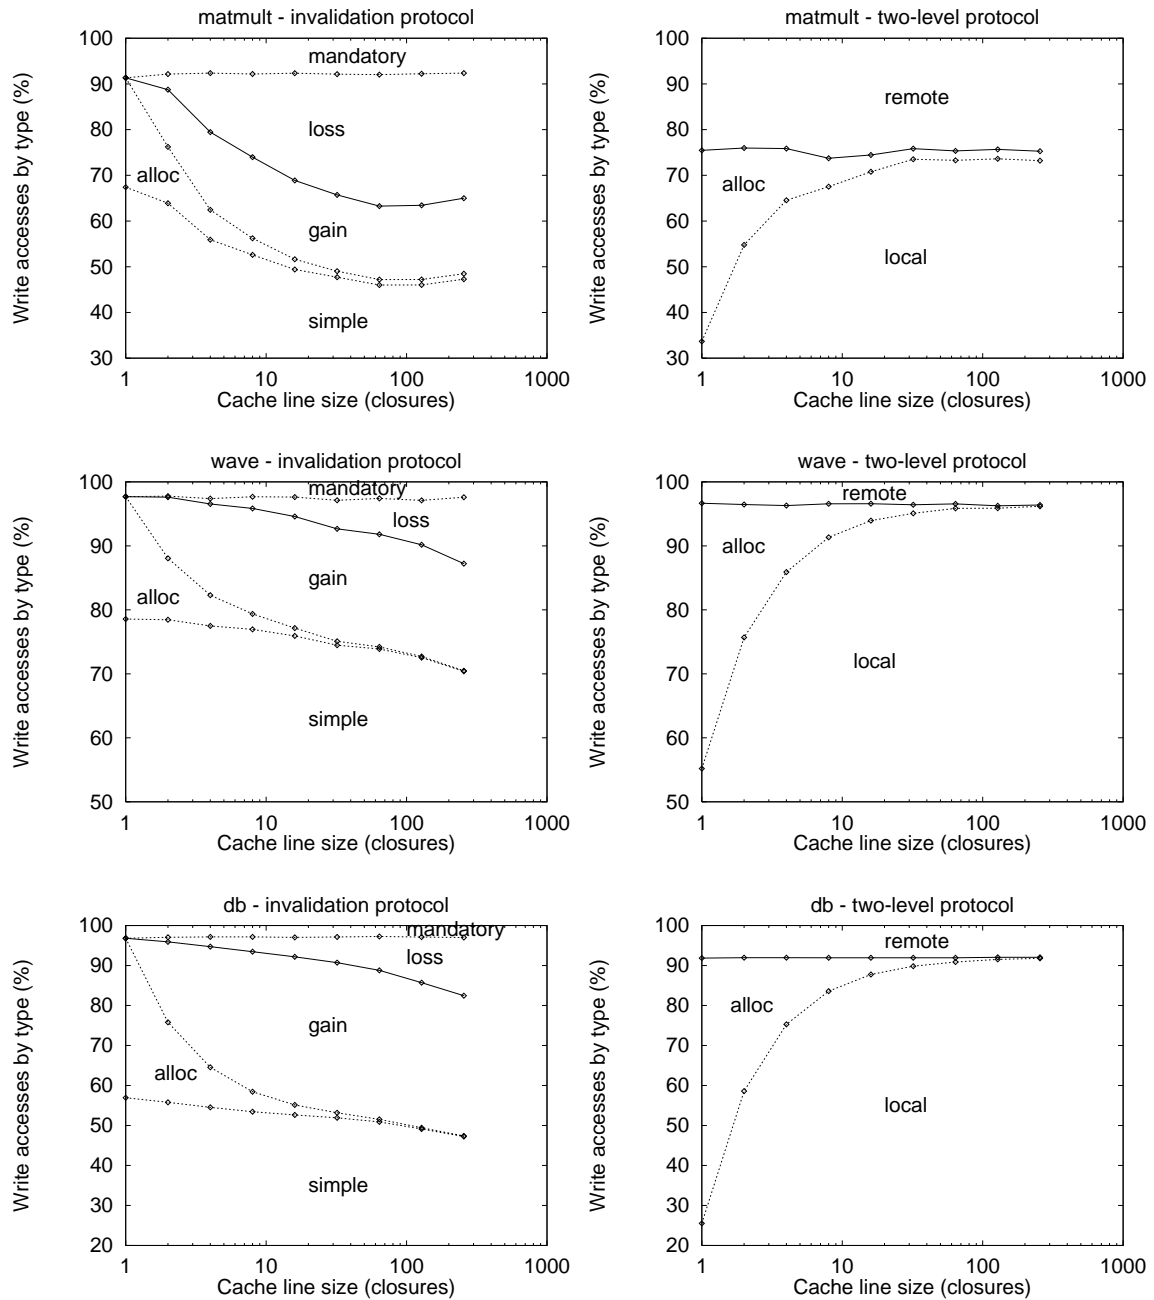 matmult - invalidation protocol
Write accesses by type (%)
100
90
80
70
60
50
40
30
mandatory
loss
alloc
gain
simple
1 10 100 1000
Cache line size (closures)
matmult - two-level protocol
Write accesses by type (%)
100
90
80
70
60
50
40
30
remote
alloc
local
1 10 100 1000
Cache line size (closures)
wave - invalidation protocol
Write accesses by type (%)
100
90
80
70
60
50
mandatory
loss
gain
alloc
simple
1 10 100 1000
Cache line size (closures)
wave - two-level protocol
Write accesses by type (%)
100
90
80
70
60
50
remote
alloc
local
1 10 100 1000
Cache line size (closures)
db - invalidation protocol
Write accesses by type (%)
100
90
80
70
60
50
40
30
20
mandatory
loss
gain
alloc
simple
1 10 100 1000
Cache line size (closures)
db - two-level protocol
Write accesses by type (%)
100
90
80
70
60
50
40
30
20
remote
alloc
local
1 10 100 1000
Cache line size (closures)